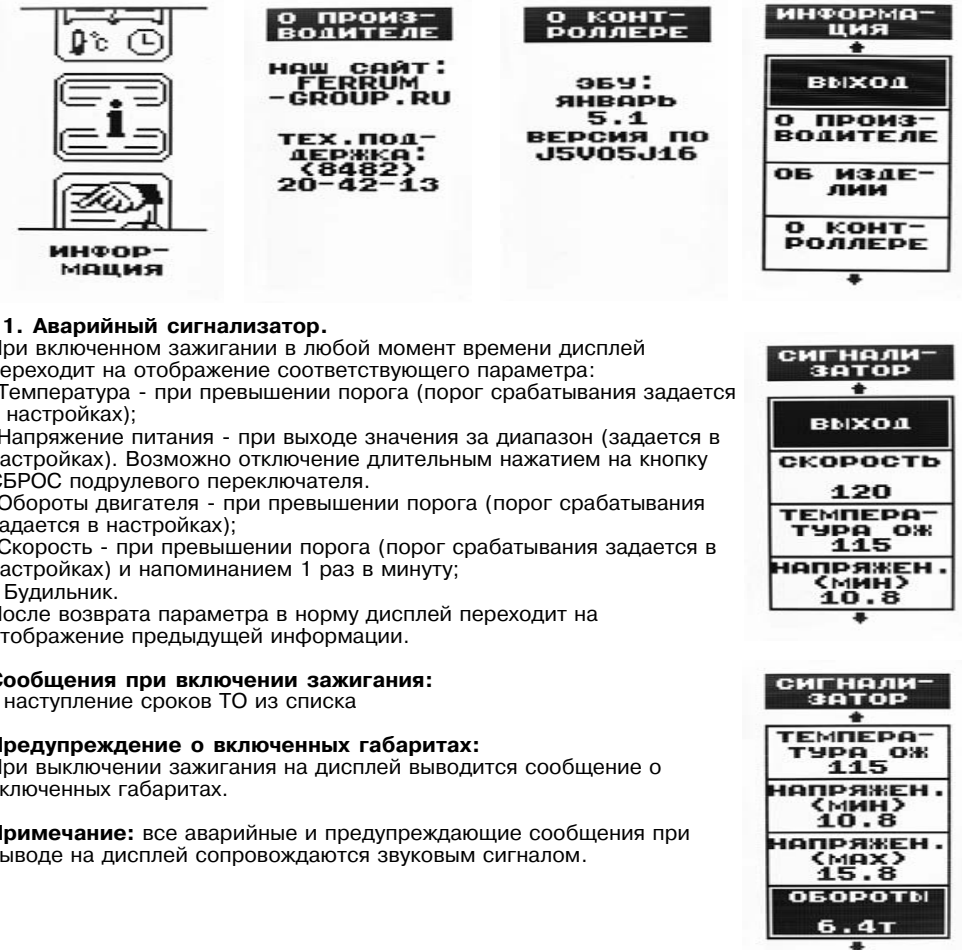 ИНФОР-
МАЦИЯ
О ПРОИЗ-
ВОДИТЕЛЕ
НАШ САЙТ:
FERRUM
-GROUP.RU
ТЕХ.ПОД-
ДЕРЖКА:
(8482)
20-42-13
О КОНТ-
РОЛЛЕРЕ
ЭБУ:
ЯНВАРЬ
5.1
ВЕРСИЯ ПО
J5V05J16
ИНФОРМА-
ЦИЯ
ВЫХОД
О ПРОИЗ-
ВОДИТЕЛЕ
ОБ ИЗДЕ-
ЛИИ
О КОНТ-
РОЛЛЕРЕ
1. Аварийный сигнализатор.
При включенном зажигании в любой момент времени дисплей
ереходит на отображение соответствующего параметра:
Температура - при превышении порога (порог срабатывания задается
настройках);
Напряжение питания - при выходе значения за диапазон (задается в
астройках). Возможно отключение длительным нажатием на кнопку
СБРОС подрулевого переключателя.
Обороты двигателя - при превышении порога (порог срабатывания
адается в настройках);
Скорость - при превышении порога (порог срабатывания задается в
астройках) и напоминанием 1 раз в минуту;
Будильник.
После возврата параметра в норму дисплей переходит на
тображение предыдущей информации.
Сообщения при включении зажигания:
наступление сроков ТО из списка
Предупреждение о включенных габаритах:
При выключении зажигания на дисплей выводится сообщение о
ключенных габаритах.
Примечание: все аварийные и предупреждающие сообщения при
ыводе на дисплей сопровождаются звуковым сигналом.
СИГНАЛИ-
ЗАТОР
ВЫХОД
СКОРОСТЬ
120
ТЕМПЕРА-
ТУРА ОЖ
115
НАПРЯЖЕН.
(МИН)
10.8
СИГНАЛИ-
ЗАТОР
ТЕМПЕРА-
ТУРА ОЖ
115
НАПРЯЖЕН.
(МИН)
10.8
НАПРЯЖЕН.
(МАХ)
15.8
ОБОРОТЫ
6.4т